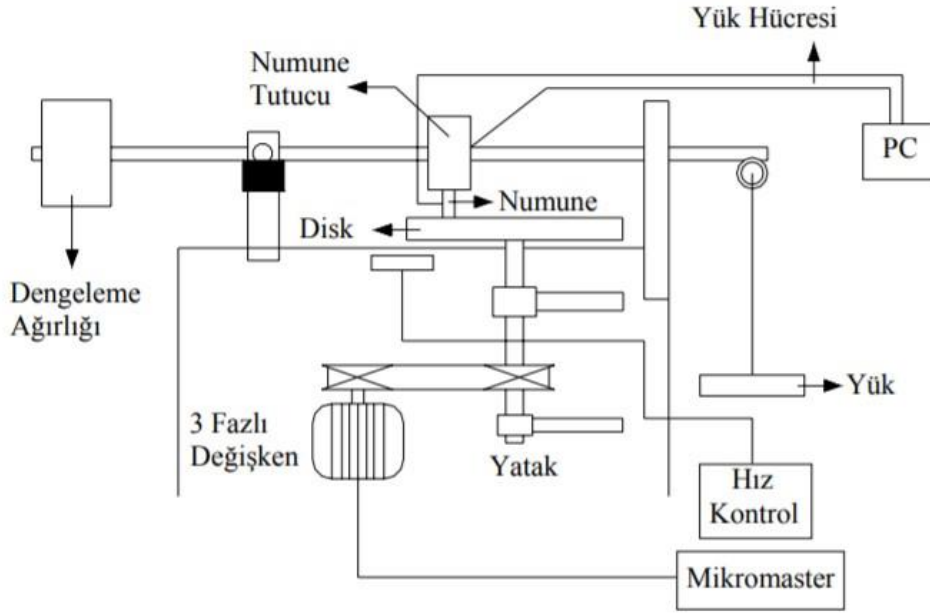 Yük Hücresi
Numune
Tutucu
PC
Numune
Disk
Dengeleme
Ağırlığı
Yük
3 Fazlı
Değişken
Yatak
Hız
Kontrol
Mikromaster